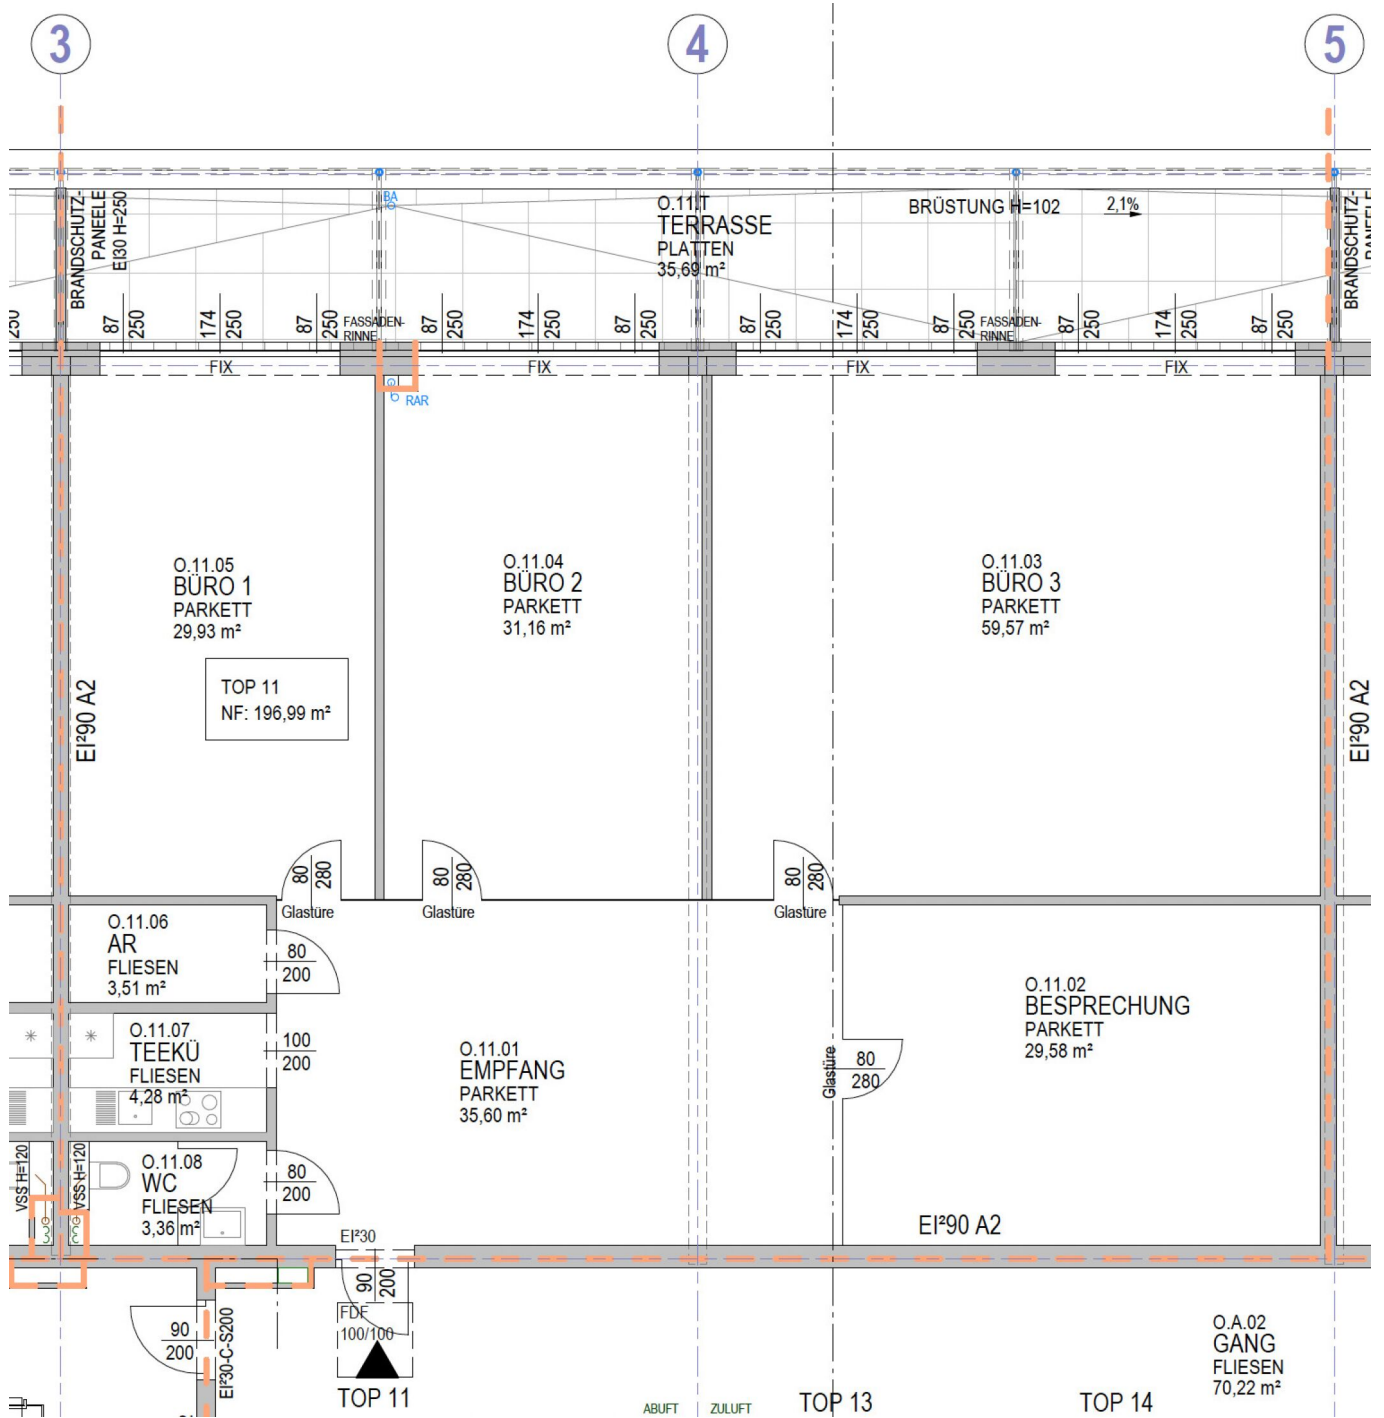 3
4
5
BRANDSCHUTZ-
PANEELE
EI30 H=250
BA
O.11.T
TERRASSE
PLATTEN
35,69 m²
BRÜSTUNG H=102
2,1%
BRANDSCHUTZ-
PANEELE
250
87
250
174
250
87
250
FASSADEN-
RINNE
87
250
174
250
87
250
87
250
174
250
87
250
FASSADEN-
RINNE
87
250
174
250
87
250
FIX
FIX
FIX
FIX
RAR
O.11.05
BÜRO 1
PARKETT
29,93 m²
O.11.04
BÜRO 2
PARKETT
31,16 m²
O.11.03
BÜRO 3
PARKETT
59,57 m²
TOP 11
NF: 196,99 m²
EI²90 A2
EI²90 A2
80
280
Glastüre
80
280
Glastüre
80
280
Glastüre
O.11.06
AR
FLIESEN
3,51 m²
80
200
O.11.07
TEEKÜ
FLIESEN
4,28 m²
100
200
O.11.01
EMPFANG
PARKETT
35,60 m²
Glastüre
80
280
O.11.02
BESPRECHUNG
PARKETT
29,58 m²
VSS H=120
VSS H=120
O.11.08
WC
FLIESEN
3,36 m²
80
200
EI²30
EI²90 A2
90
200
FDF
100/100
90
200
EI²30-C-S200
TOP 11
ABUFT
ZULUFT
TOP 13
TOP 14
O.A.02
GANG
FLIESEN
70,22 m²